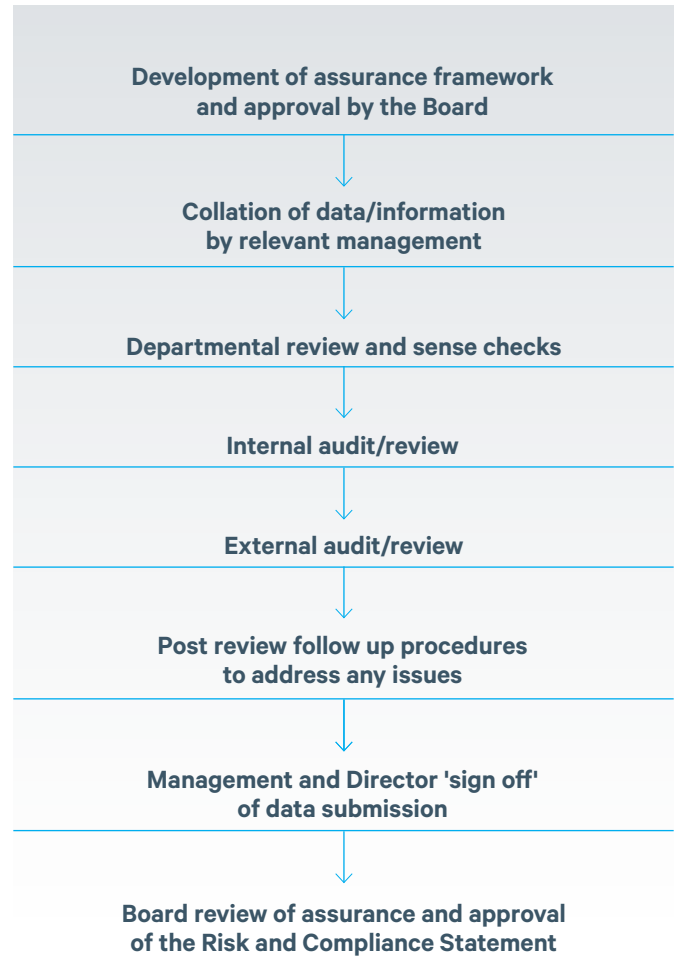 Development of assurance framework
and approval by the Board
Collation of data/information
by relevant management
Departmental review and sense checks
Internal audit/review
External audit/review
Post review follow up procedures
to address any issues
Management and Director 'sign off'
of data submission
Board review of assurance and approval
of the Risk and Compliance Statement